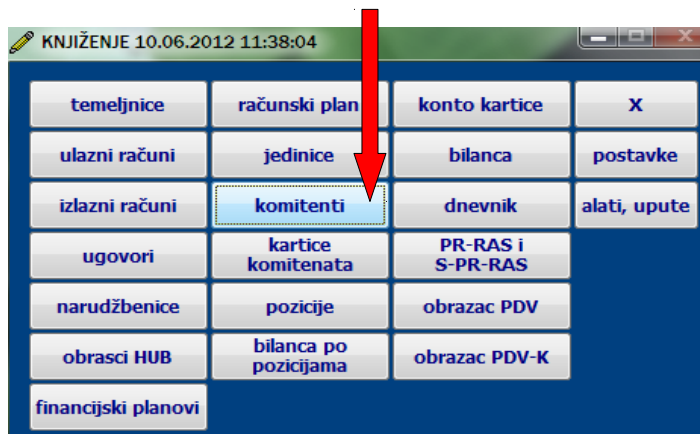 KNJIŽENJE 10.06.2012 11:38:04
temeljnice
računski plan
konto kartice
X
ulazni računi
jedinice
bilanca
postavke
izlazni računi
komitenti
dnevnik
alati, upute
ugovori
kartice
komitenata
PR-RAS i
S-PR-RAS
narudžbenice
pozicije
obrazac PDV
obrasci HUB
bilanca po
pozicijama
obrazac PDV-K
financijski planovi